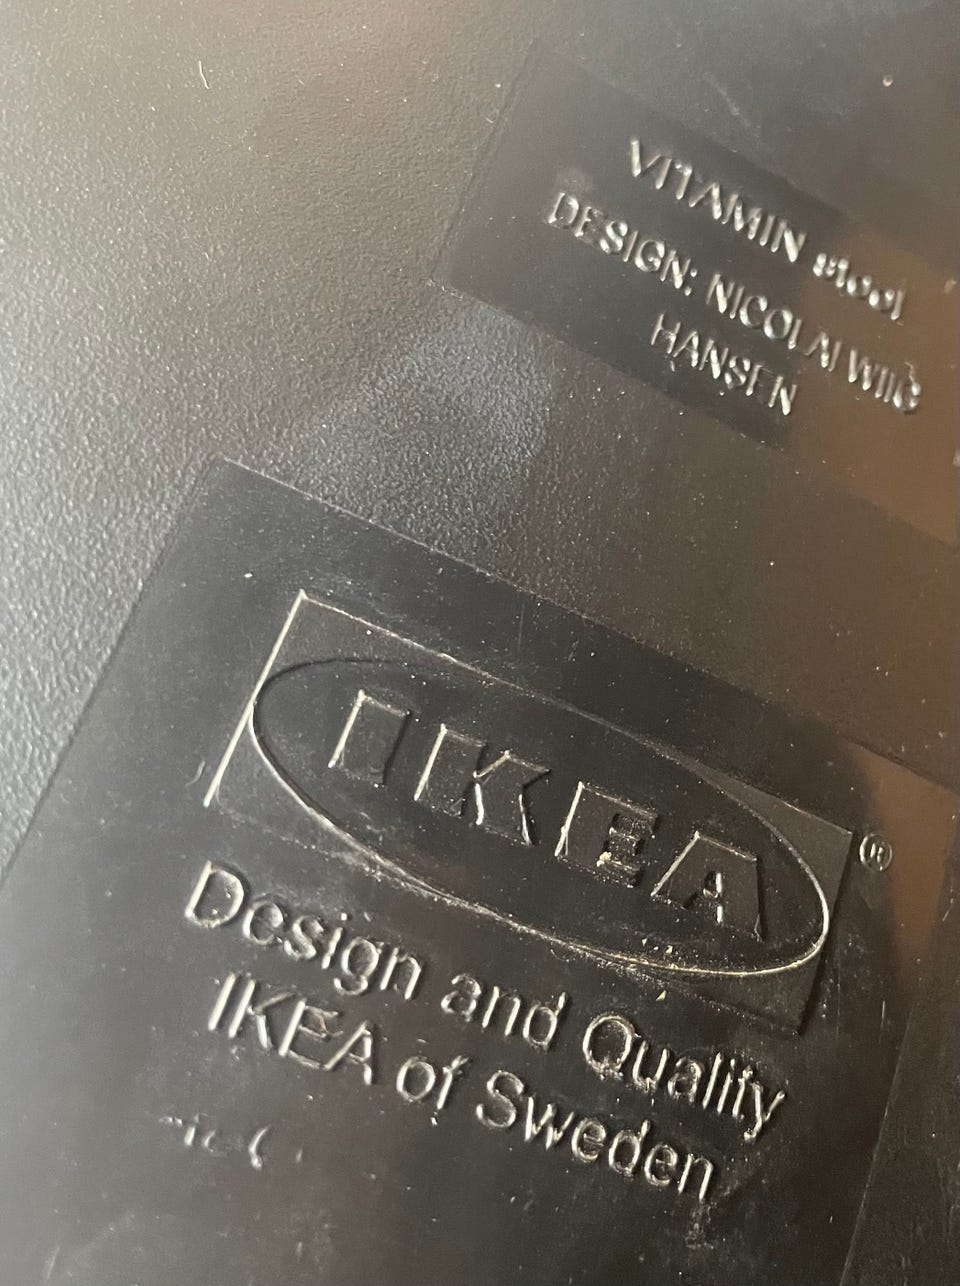 VITAMIN stool
DESIGN: NICOLAI WIIG
HANSEN
IKEA®
Design and Quality
IKEA of Sweden